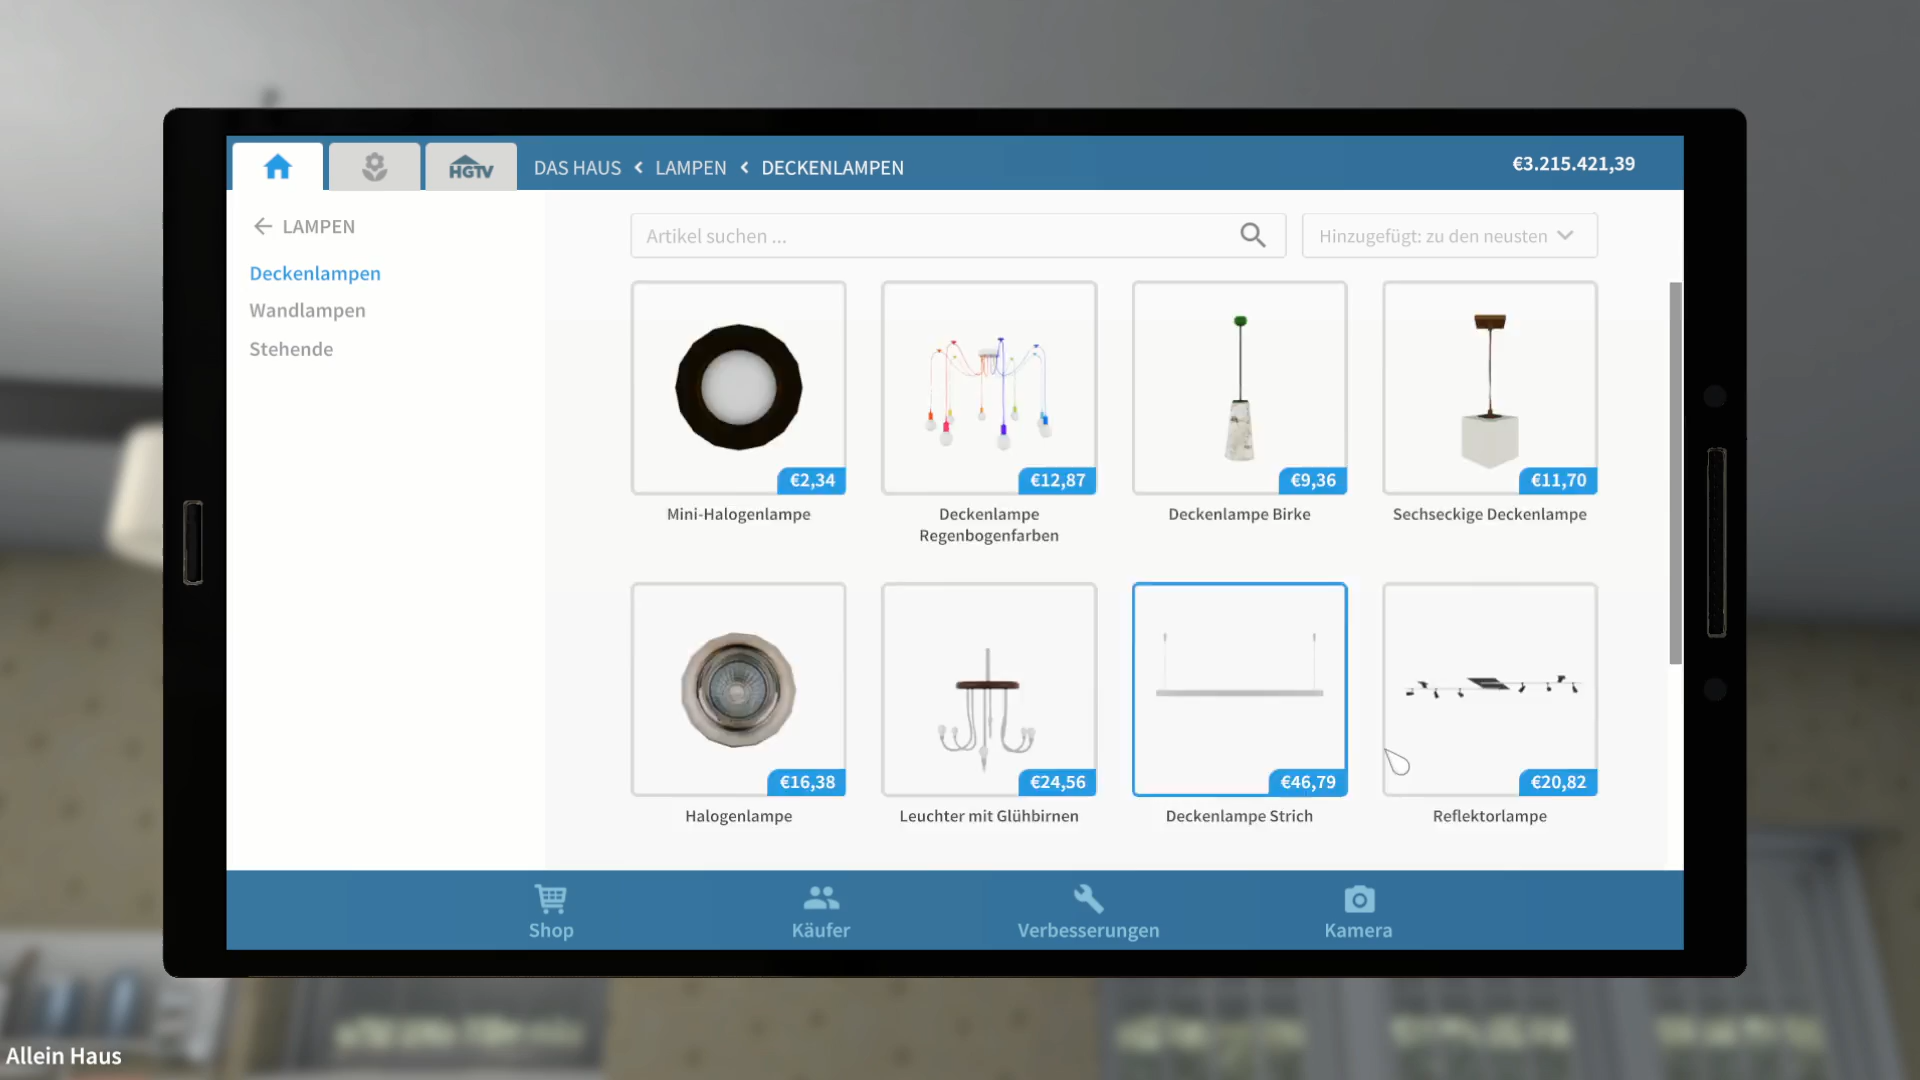 HGTV
DAS HAUS < LAMPEN < DECKENLAMPEN
€3.215.421,39
LAMPEN
Deckenlampen
Wandlampen
Stehende
Artikel suchen ...
Hinzugefügt: zu den neusten
€2,34
Mini-Halogenlampe
€12,87
Deckenlampe
Regenbogenfarben
€9,36
Deckenlampe Birke
€11,70
Sechseckige Deckenlampe
€16,38
Halogenlampe
€24,56
Leuchter mit Glühbirnen
€46,79
Deckenlampe Strich
€20,82
Reflektorlampe
Shop
Käufer
Verbesserungen
Kamera
Allein Haus